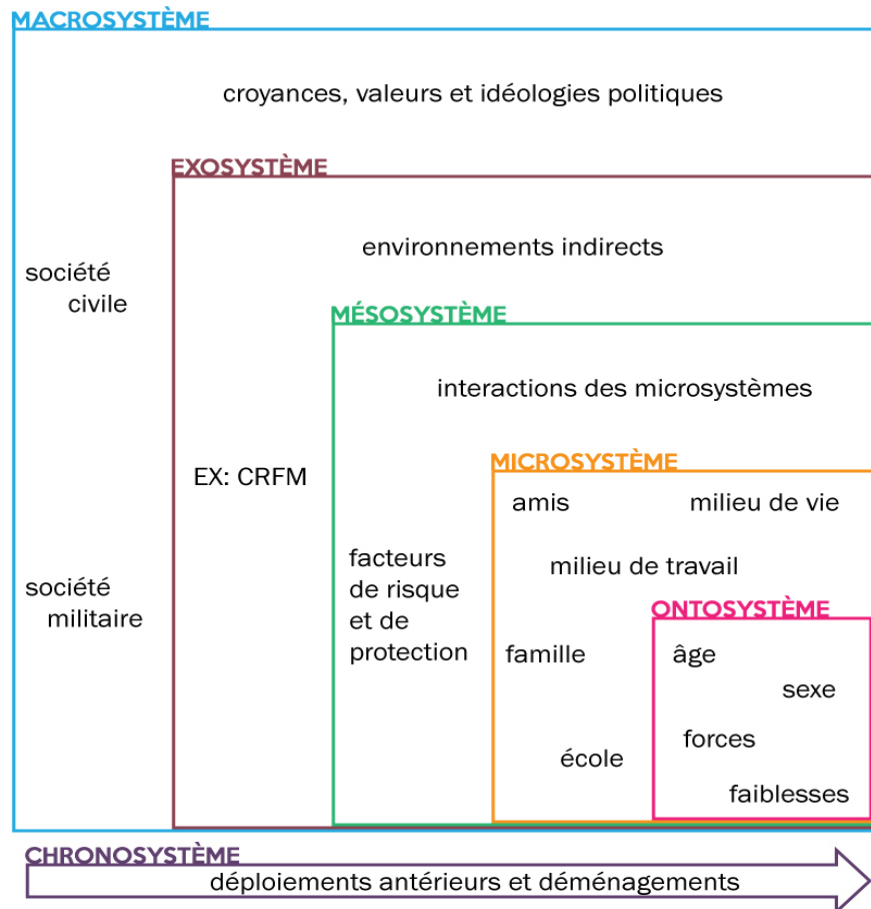 MACROSYSTÈME
croyances, valeurs et idéologies politiques
EXOSYSTÈME
environnements indirects
société
civile
MÉSOSYSTÈME
interactions des microsystèmes
MICROSYSTÈME
EX: CRFM
amis
milieu de vie
facteurs
de risque
et de
protection
milieu de travail
société
militaire
ONTOSYSTÈME
famille
âge
sexe
forces
école
faiblesses
CHRONOSYSTÈME
déploiements antérieurs et déménagements